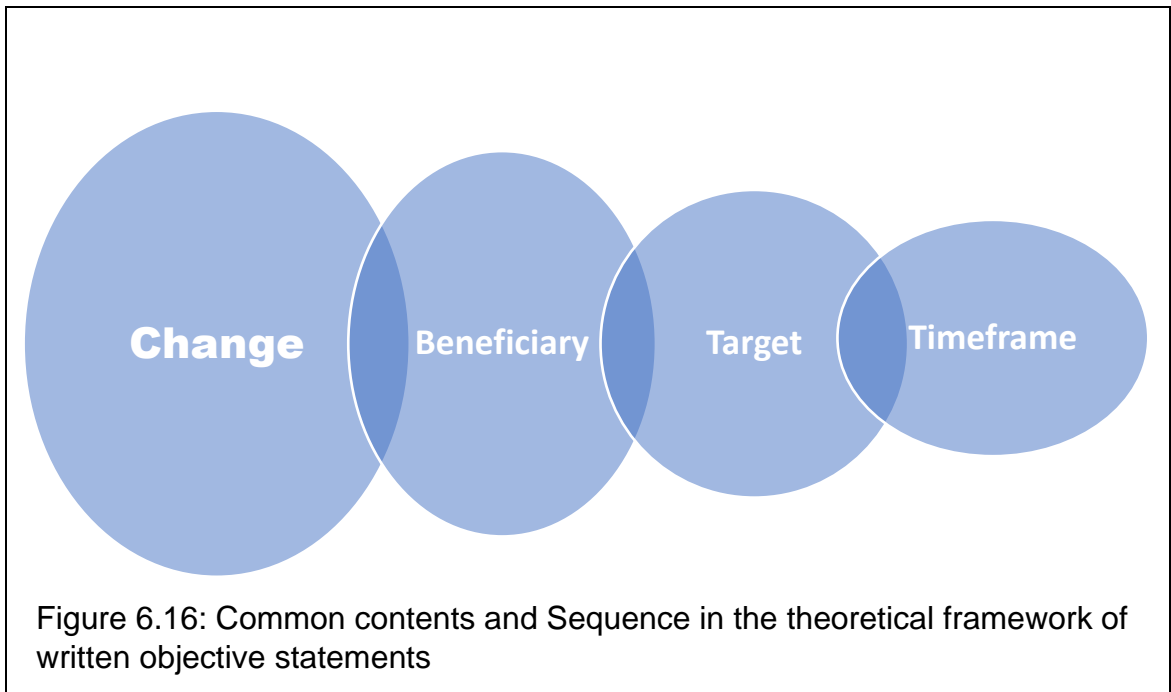 Change Beneficiary Target Timeframe
Figure 6.16: Common contents and Sequence in the theoretical framework of
written objective statements